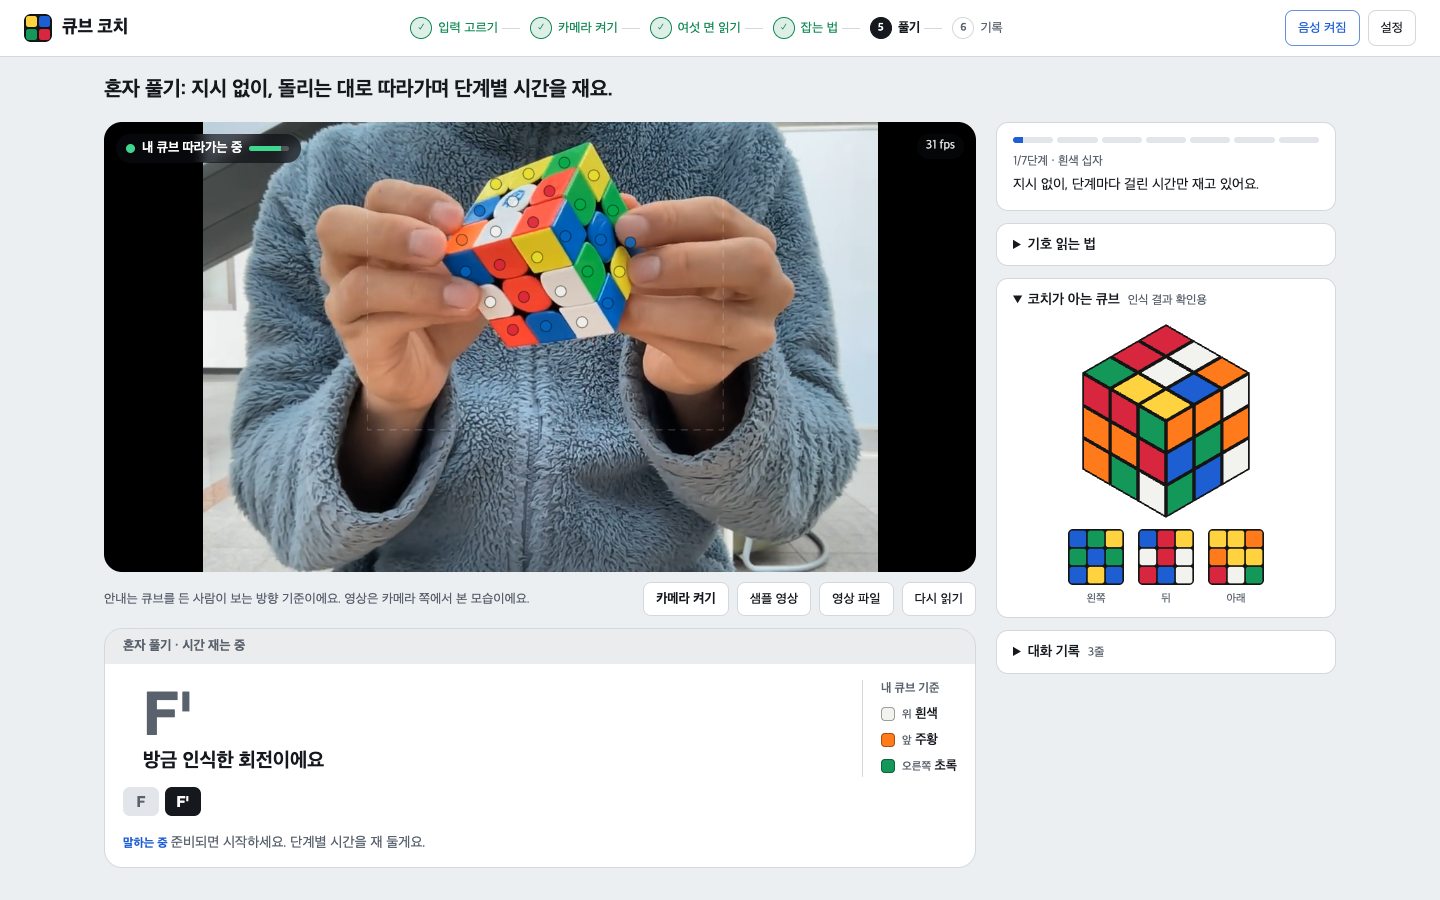 큐브 코치
✓ 입력 고르기
✓ 카메라 켜기
✓ 여섯 면 읽기
✓ 잡는 법
5 풀기
6 기록
음성 켜짐
설정
혼자 풀기: 지시 없이, 돌리는 대로 따라가며 단계별 시간을 재요.
내 큐브 따라가는 중
31 fps
안내는 큐브를 든 사람이 보는 방향 기준이에요. 영상은 카메라 쪽에서 본 모습이에요.
카메라 켜기
샘플 영상
영상 파일
다시 읽기
혼자 풀기 · 시간 재는 중
F'
방금 인식한 회전이에요
F
F'
말하는 중 준비되면 시작하세요. 단계별 시간을 재 둘게요.
내 큐브 기준
위 흰색
앞 주황
오른쪽 초록
1/7단계 · 흰색 십자
지시 없이, 단계마다 걸린 시간만 재고 있어요.
▶ 기호 읽는 법
▼ 코치가 아는 큐브 인식 결과 확인용
왼쪽
뒤
아래
▶ 대화 기록 3줄